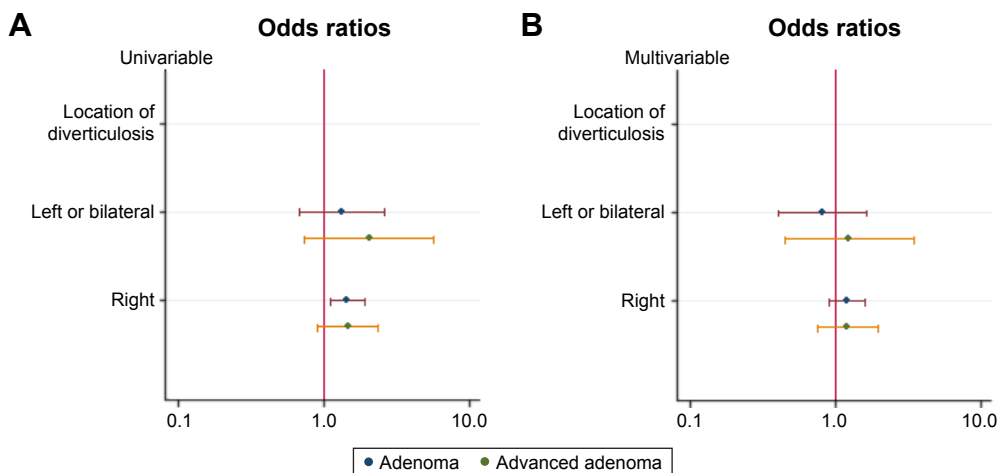 A
Odds ratios
Univariable
Location of
diverticulosis
Left or bilateral
Right
0.1
1.0
10.0
B
Odds ratios
Multivariable
Location of
diverticulosis
Left or bilateral
Right
0.1
1.0
10.0
Adenoma
Advanced adenoma